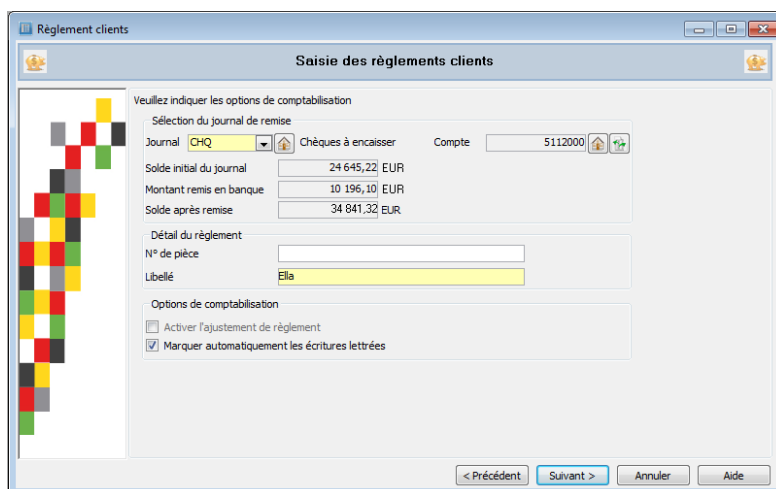 Règlement clients
Saisie des règlements clients
Veuillez indiquer les options de comptabilisation
Sélection du journal de remise
Journal CHQ Chèques à encaisser Compte 5112000
Solde initial du journal 24 645,22 EUR
Montant remis en banque 10 196,10 EUR
Solde après remise 34 841,32 EUR
Détail du règlement
N° de pièce
Libellé Ella
Options de comptabilisation
Activer l'ajustement de règlement
Marquer automatiquement les écritures lettrées
< Précédent Suivant > Annuler Aide